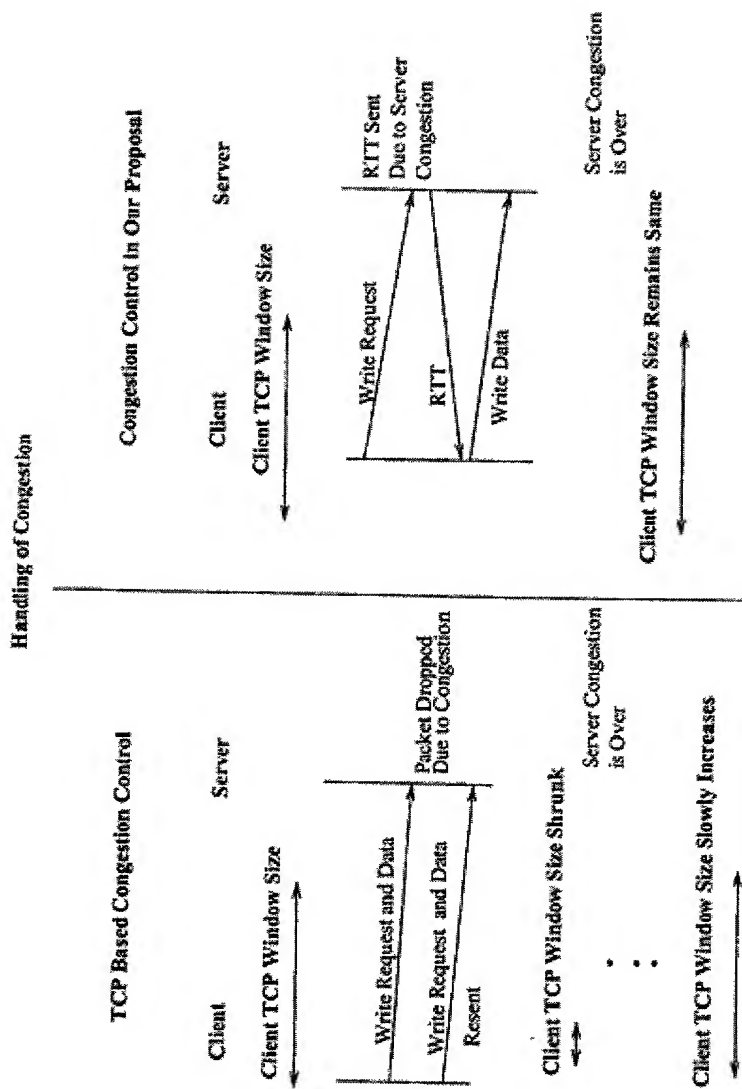 Handling of Congestion
TCP Based Congestion Control
Client
Server
Client TCP Window Size
Write Request and Data
Write Request and Data
Resent
Packet Dropped
Due to Congestion
Client TCP Window Size Shrunk
Server Congestion
is Over
Client TCP Window Size Slowly Increases
Congestion Control in Our Proposal
Client
Server
Client TCP Window Size
Write Request
RTT
Write Data
RTT Sent
Due to Server
Congestion
Server Congestion
is Over
Client TCP Window Size Remains Same